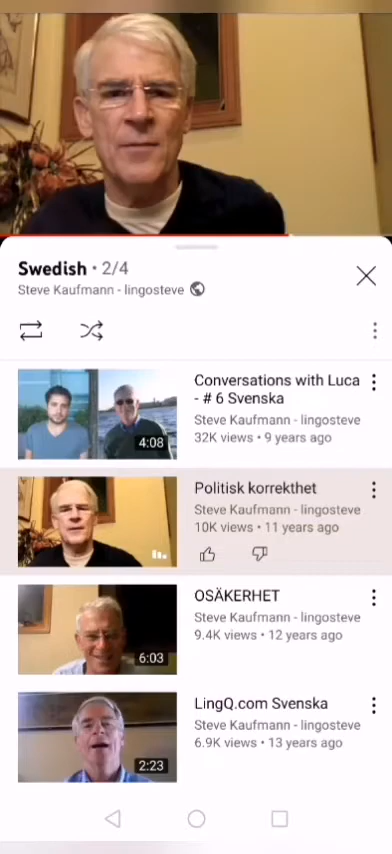 Swedish • 2/4
Steve Kaufmann - lingosteve
Conversations with Luca
- # 6 Svenska
Steve Kaufmann - lingosteve
32K views • 9 years ago
4:08
Politisk korrekthet
Steve Kaufmann - lingosteve
10K views • 11 years ago
OSÄKERHET
Steve Kaufmann - lingosteve
9.4K views • 12 years ago
6:03
LingQ.com Svenska
Steve Kaufmann - lingosteve
6.9K views • 13 years ago
2:23